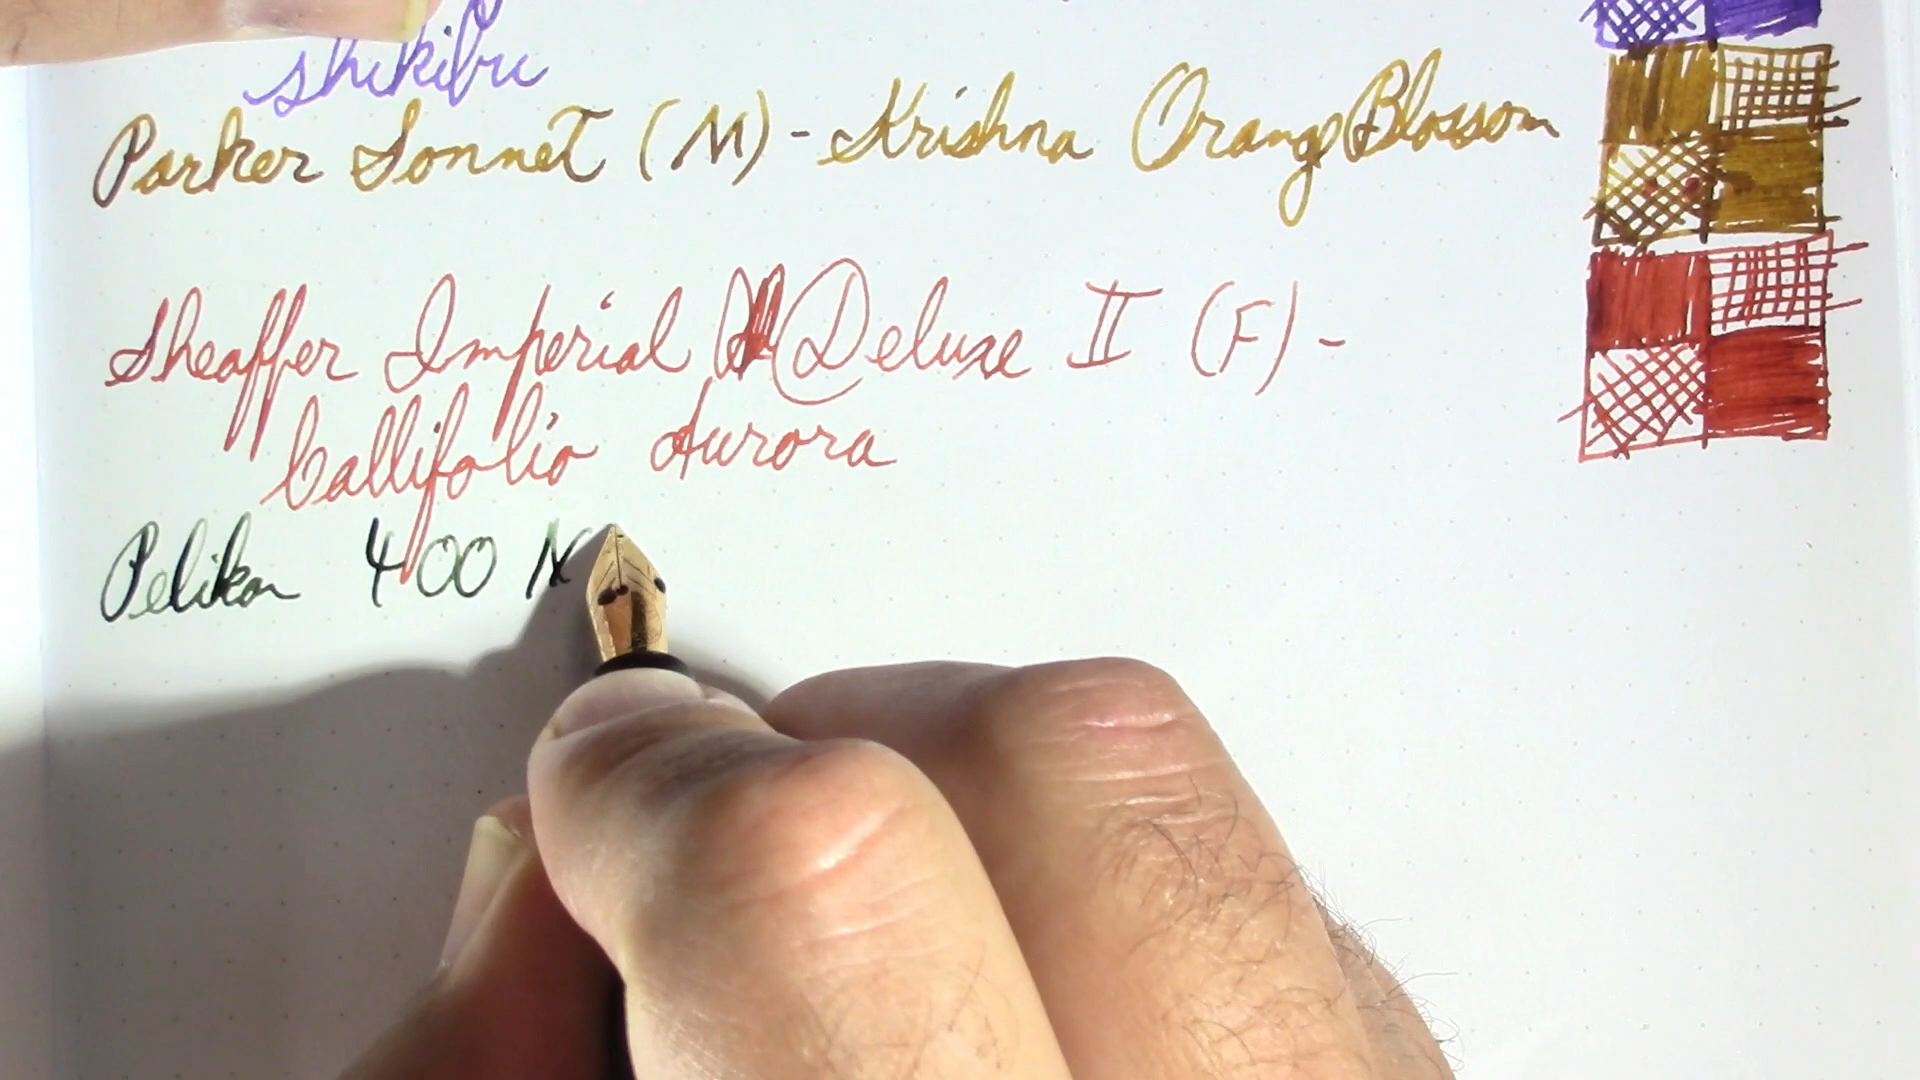 shikibu
Parker Sonnet (M) - Krishna Orange Blossom
Sheaffer Imperial (Deluxe II (F) -
Callifolio Aurora
Pelikan 400 N